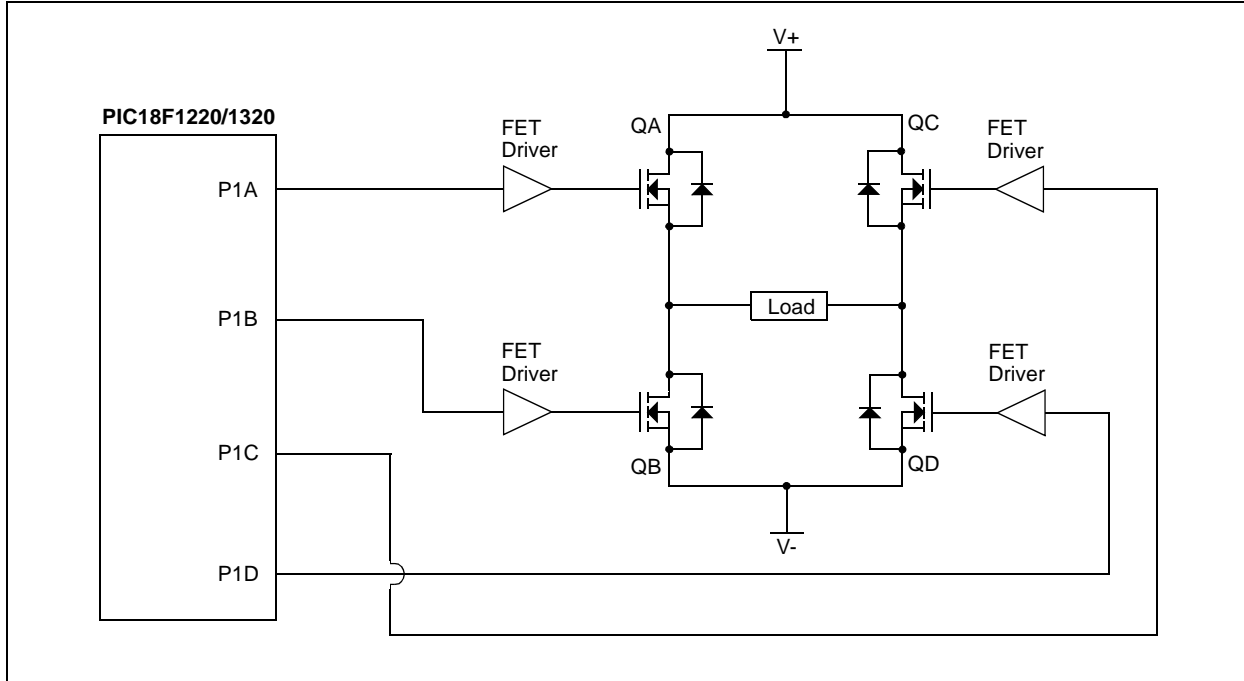 V+
PIC18F1220/1320
FET
Driver
QA
QC
FET
Driver
P1A
Load
P1B
FET
Driver
FET
Driver
P1C
QB
QD
V-
P1D